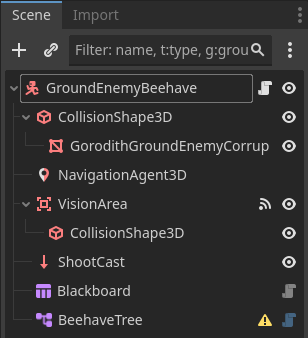 Scene
Import
Filter: name, t:type, g:grou
GroundEnemyBeehave
CollisionShape3D
GorodithGroundEnemyCorrup
NavigationAgent3D
VisionArea
CollisionShape3D
ShootCast
Blackboard
BeehaveTree